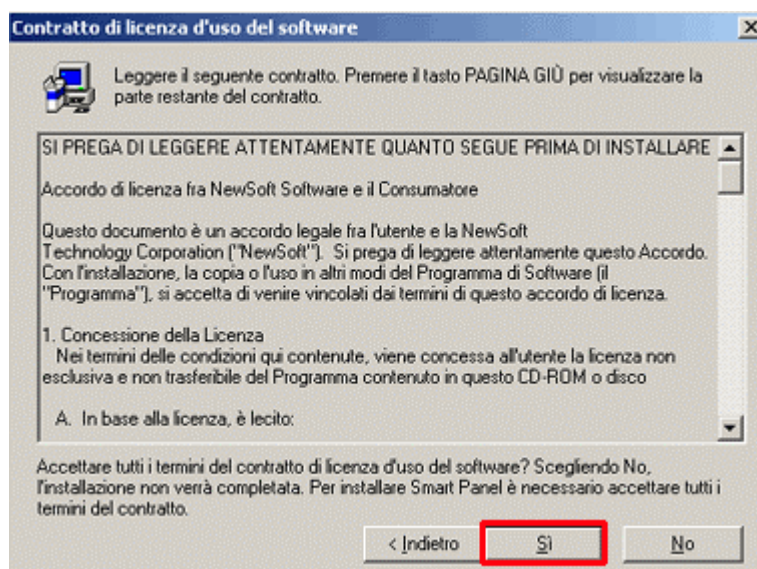 Contratto di licenza d'uso del software
Leggere il seguente contratto. Premere il tasto PAGINA GIÙ per visualizzare la
parte restante del contratto.
SI PREGA DI LEGGERE ATTENTAMENTE QUANTO SEGUE PRIMA DI INSTALLARE
Accordo di licenza fra NewSoft Software e il Consumatore
Questo documento è un accordo legale fra l'utente e la NewSoft
Technology Corporation ("NewSoft"). Si prega di leggere attentamente questo Accordo.
Con l'installazione, la copia o l'uso in altri modi del Programma di Software (il
"Programma"), si accetta di venire vincolati dai termini di questo accordo di licenza.
1. Concessione della Licenza
Nei termini delle condizioni qui contenute, viene concessa all'utente la licenza non
esclusiva e non trasferibile del Programma contenuto in questo CD-ROM o disco
A. In base alla licenza, è lecito:
Accettare tutti i termini del contratto di licenza d'uso del software? Scegliendo No,
l'installazione non verrà completata. Per installare Smart Panel è necessario accettare tutti i
termini del contratto.
< Indietro
Sì
No